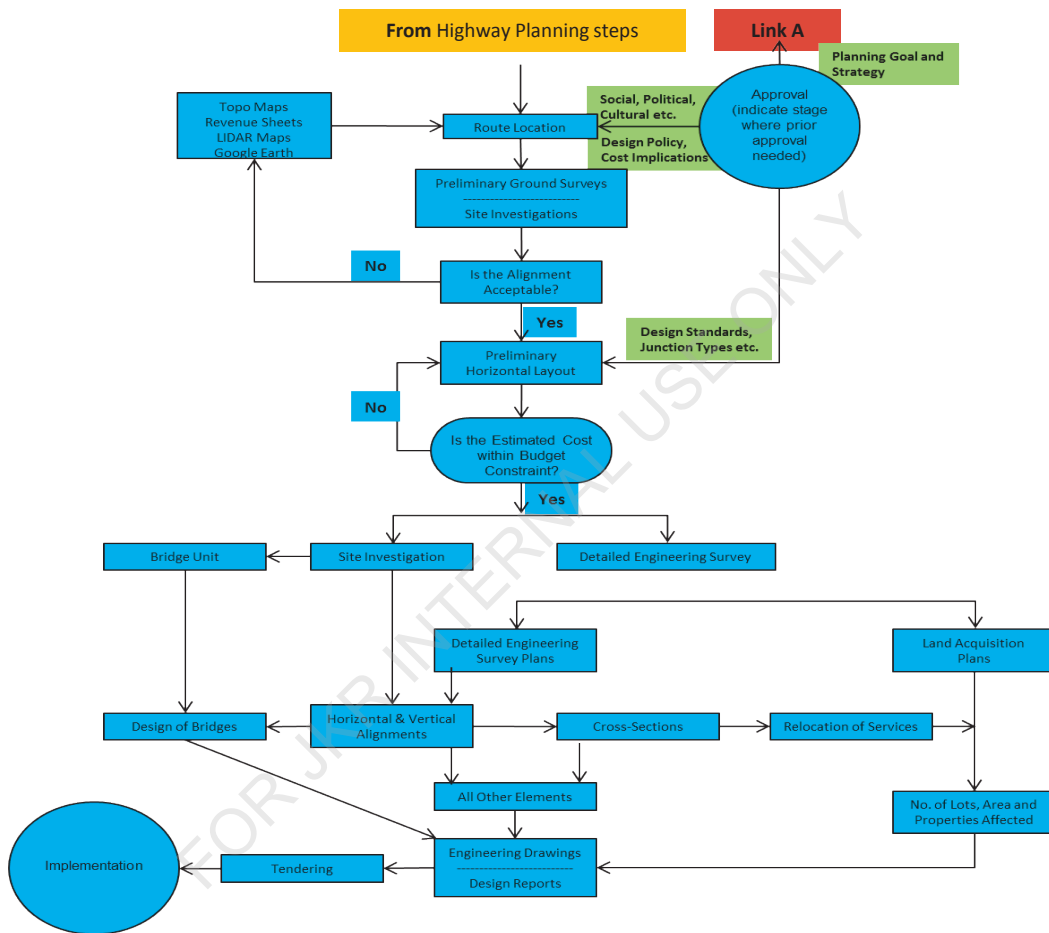 From Highway Planning steps
Link A
Planning Goal and
Strategy
Topo Maps
Revenue Sheets
LIDAR Maps
Google Earth
Route Location
Social, Political,
Cultural etc.
Design Policy,
Cost Implications
Approval
(indicate stage
where prior
approval
needed)
Preliminary Ground Surveys
--------------------------
Site Investigations
No
Is the Alignment
Acceptable?
Yes
Design Standards,
Junction Types etc.
Preliminary
Horizontal Layout
No
Is the Estimated Cost
within Budget
Constraint?
Yes
Bridge Unit
Site Investigation
Detailed Engineering Survey
Detailed Engineering
Survey Plans
Land Acquisition
Plans
Design of Bridges
Horizontal & Vertical
Alignments
Cross-Sections
Relocation of Services
All Other Elements
No. of Lots, Area and
Properties Affected
Implementation
Tendering
Engineering Drawings
--------------------------
Design Reports
FOR JKR INTERNAL USE ONLY